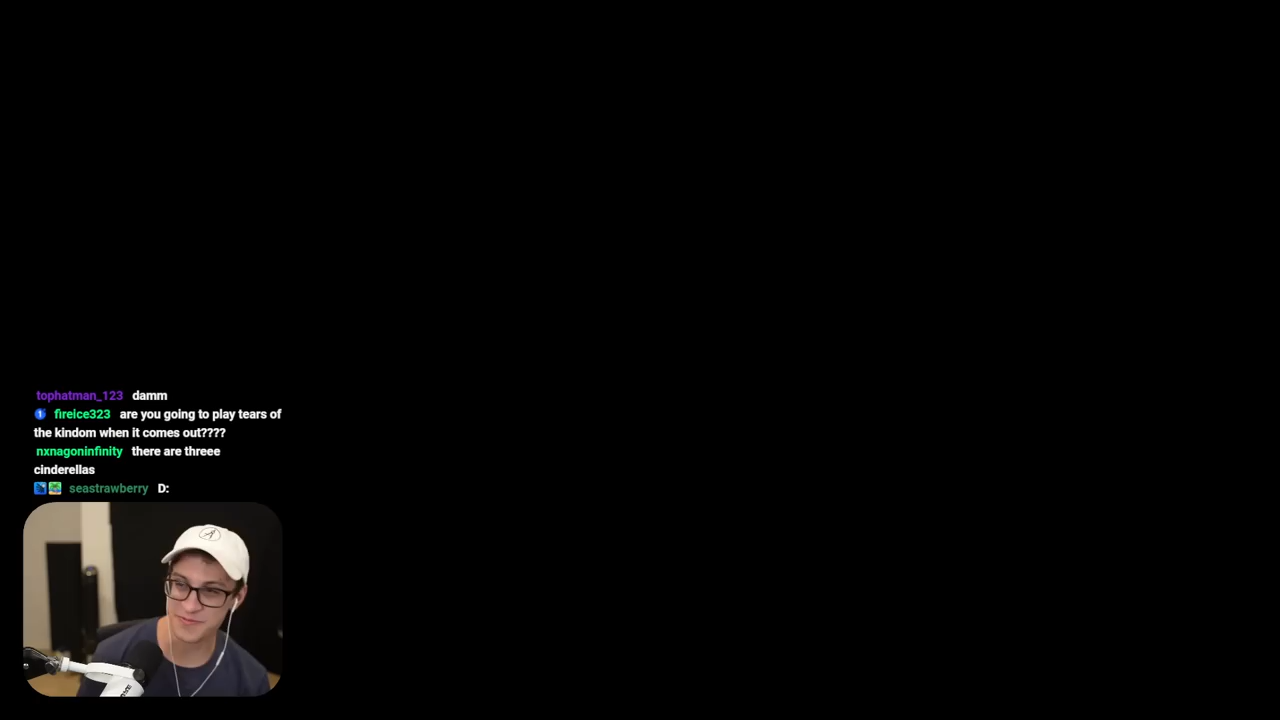 tophatman_123 damm
1 fireice323 are you going to play tears of
the kindom when it comes out????
nxnagoninfinity there are threee
cinderellas
seastrawberry D: